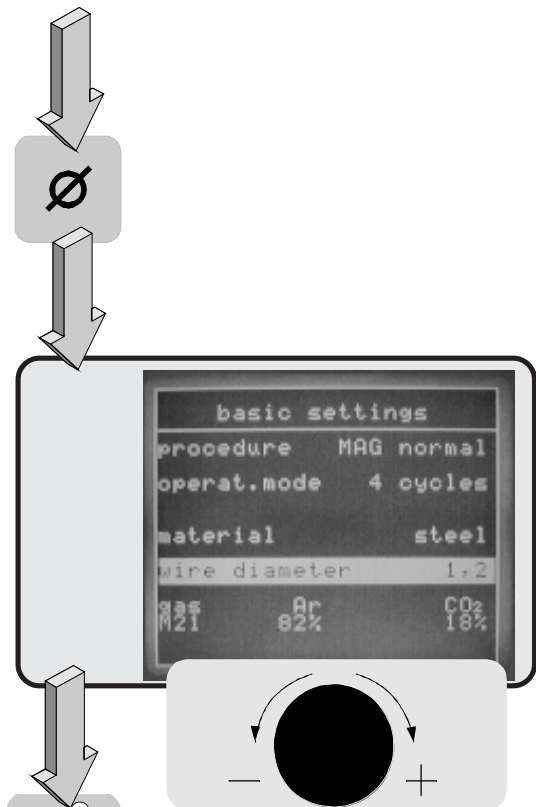 Ø
basic settings
procedure MAG normal
operat.mode 4 cycles
material steel
wire diameter 1,2
gas Ar CO₂
M21 82% 18%
− +